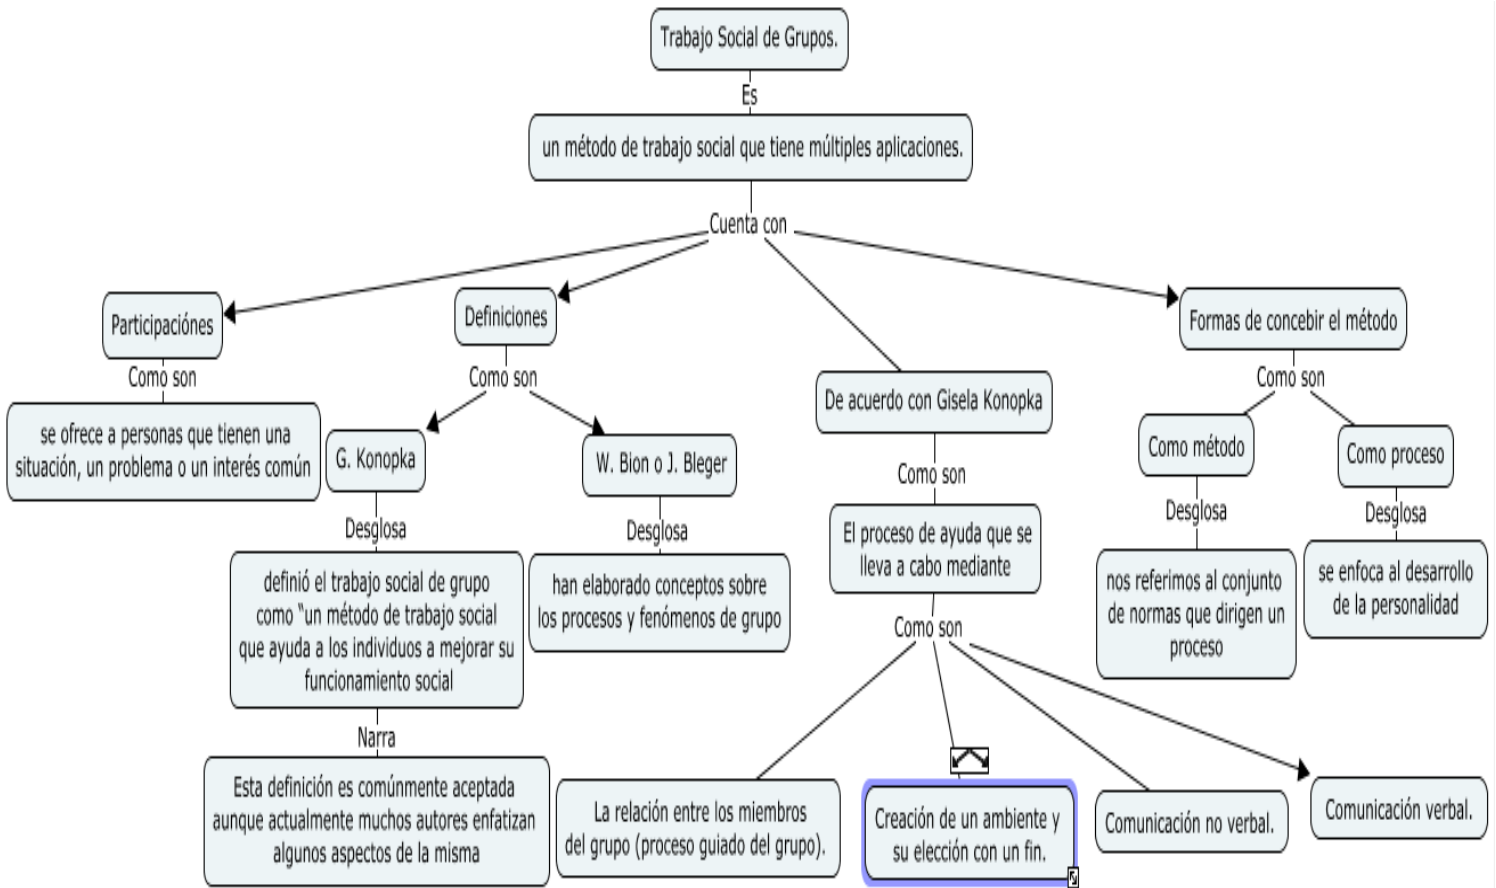 Trabajo Social de Grupos.
Es
un método de trabajo social que tiene múltiples aplicaciones.
Cuenta con
Participaciónes
Como son
se ofrece a personas que tienen una
situación, un problema o un interés común
Definiciones
Como son
G. Konopka
Desglosa
definió el trabajo social de grupo
como “un método de trabajo social
que ayuda a los individuos a mejorar su
funcionamiento social
Narra
Esta definición es comúnmente aceptada
aunque actualmente muchos autores enfatizan
algunos aspectos de la misma
W. Bion o J. Bleger
Desglosa
han elaborado conceptos sobre
los procesos y fenómenos de grupo
De acuerdo con Gisela Konopka
Como son
El proceso de ayuda que se
lleva a cabo mediante
Como son
La relación entre los miembros
del grupo (proceso guiado del grupo).
Creación de un ambiente y
su elección con un fin.
Comunicación no verbal.
Comunicación verbal.
Formas de concebir el método
Como son
Como método
Desglosa
nos referimos al conjunto
de normas que dirigen un
proceso
Como proceso
Desglosa
se enfoca al desarrollo
de la personalidad